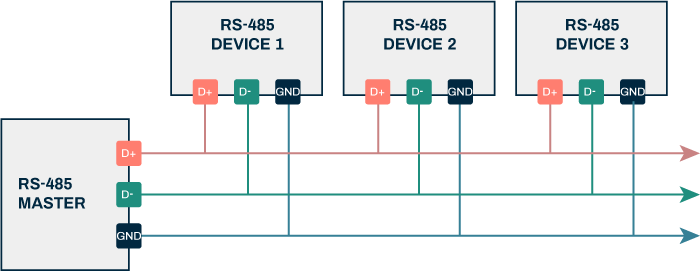 RS-485
DEVICE 1
D+
D-
GND
RS-485
DEVICE 2
D+
D-
GND
RS-485
DEVICE 3
D+
D-
GND
RS-485
MASTER
D+
D-
GND